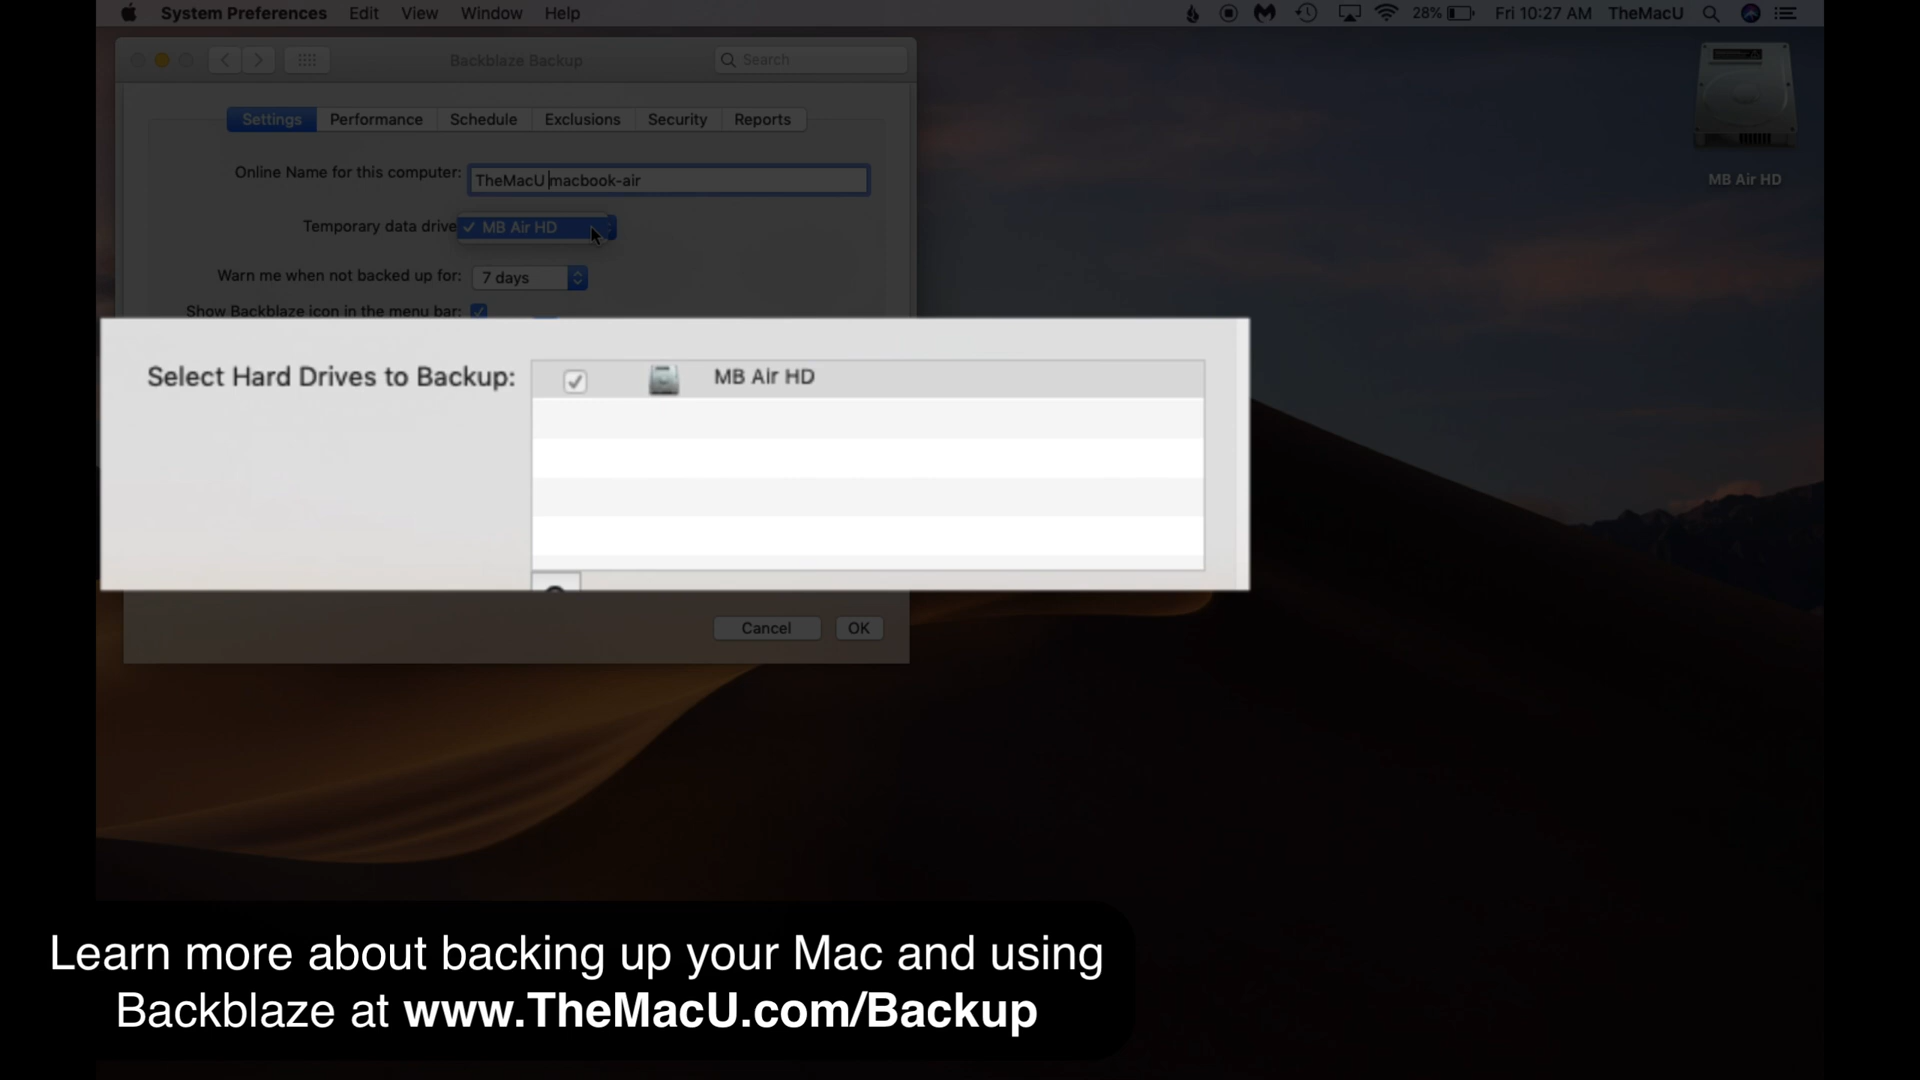 System Preferences Edit View Window Help 28% Fri 10:27 AM TheMacU
Backblaze Backup Search
Settings Performance Schedule Exclusions Security Reports
Online Name for this computer: TheMacU macbook-air
Temporary data drive ✓ MB Air HD
Warn me when not backed up for: 7 days
Show Backblaze icon in the menu bar:
Select Hard Drives to Backup: MB Air HD
Cancel OK
MB Air HD
Learn more about backing up your Mac and using
Backblaze at www.TheMacU.com/Backup